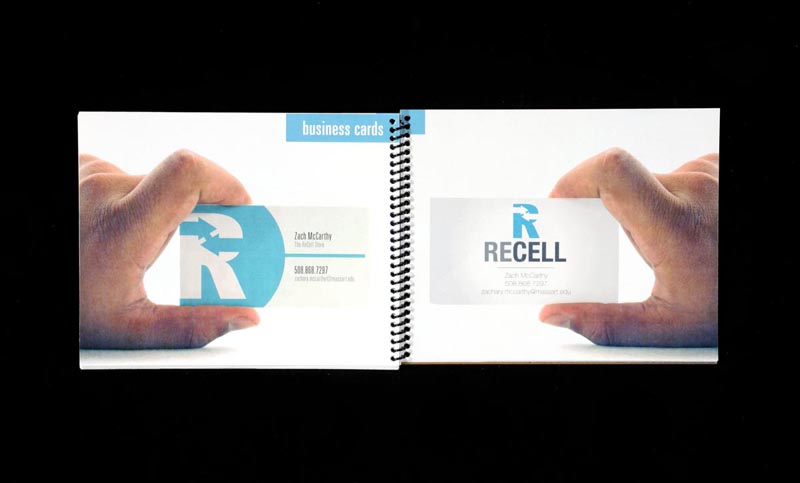 business cards
R
Zach McCarthy
The ReCell Store
508.868.7297
zachary.mccarthy@massart.edu
R
RECELL
Zach McCarthy
508.868.7297
zachary.mccarthy@massart.edu